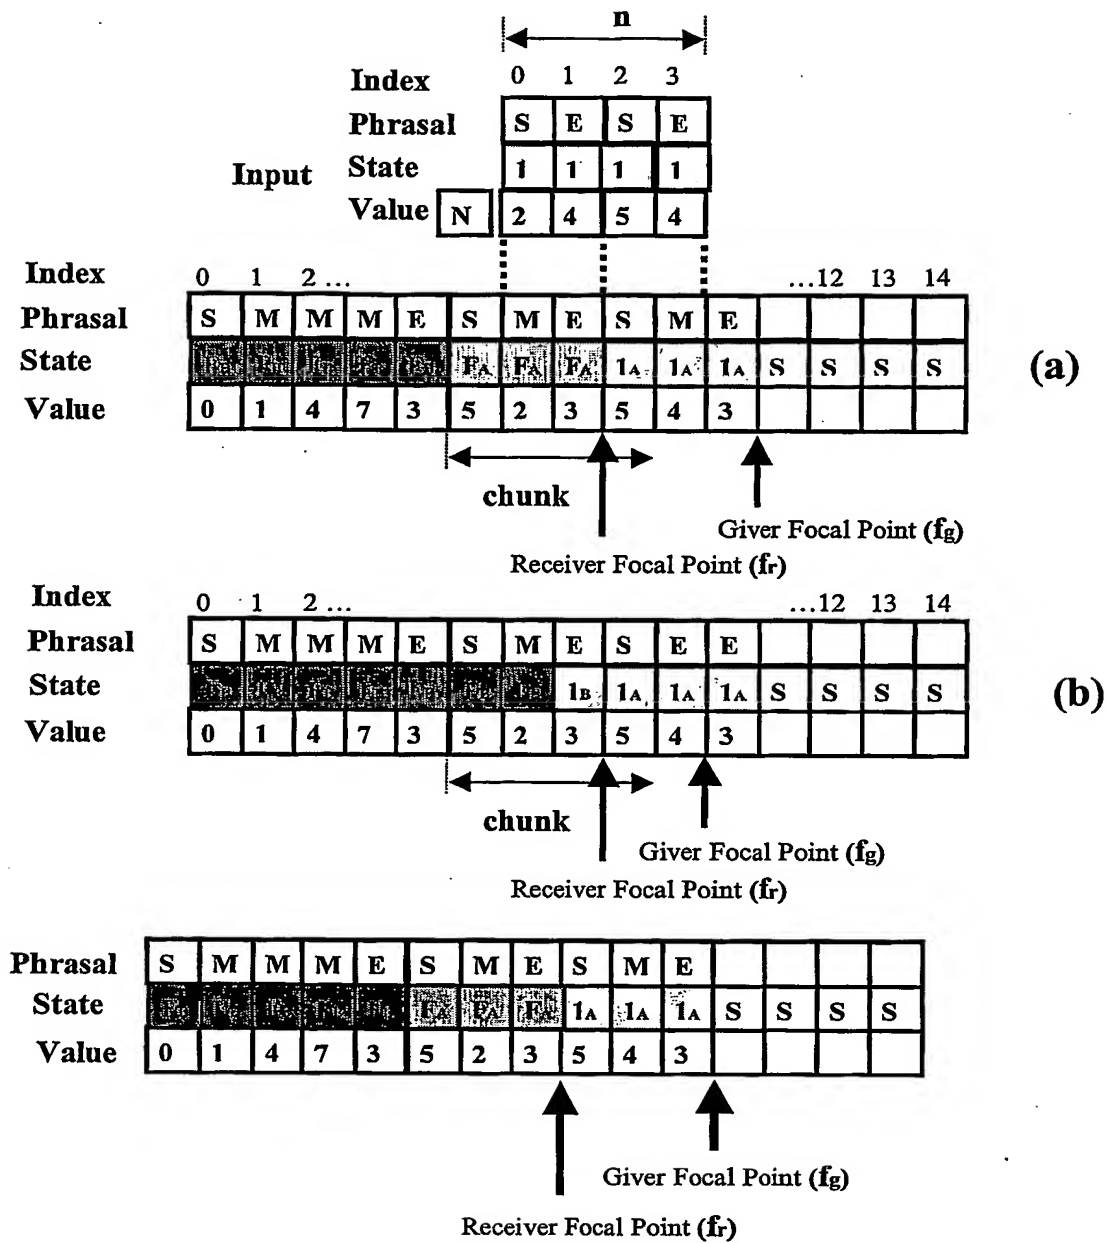 n
Index 0 1 2 3
Phrasal S E S E
Input State 1 1 1 1
Value N 2 4 5 4
Index 0 1 2 ... ...12 13 14
Phrasal S M M M E S M E S M E
State FA FA FA 1A 1A 1A S S S S (a)
Value 0 1 4 7 3 5 2 3 5 4 3
chunk
Giver Focal Point (fg)
Receiver Focal Point (fr)
Index 0 1 2 ... ...12 13 14
Phrasal S M M M E S M E S E E
State 1B 1A 1A 1A S S S S (b)
Value 0 1 4 7 3 5 2 3 5 4 3
chunk
Giver Focal Point (fg)
Receiver Focal Point (fr)
Phrasal S M M M E S M E S M E
State FA FA FA 1A 1A 1A S S S S
Value 0 1 4 7 3 5 2 3 5 4 3
Giver Focal Point (fg)
Receiver Focal Point (fr)